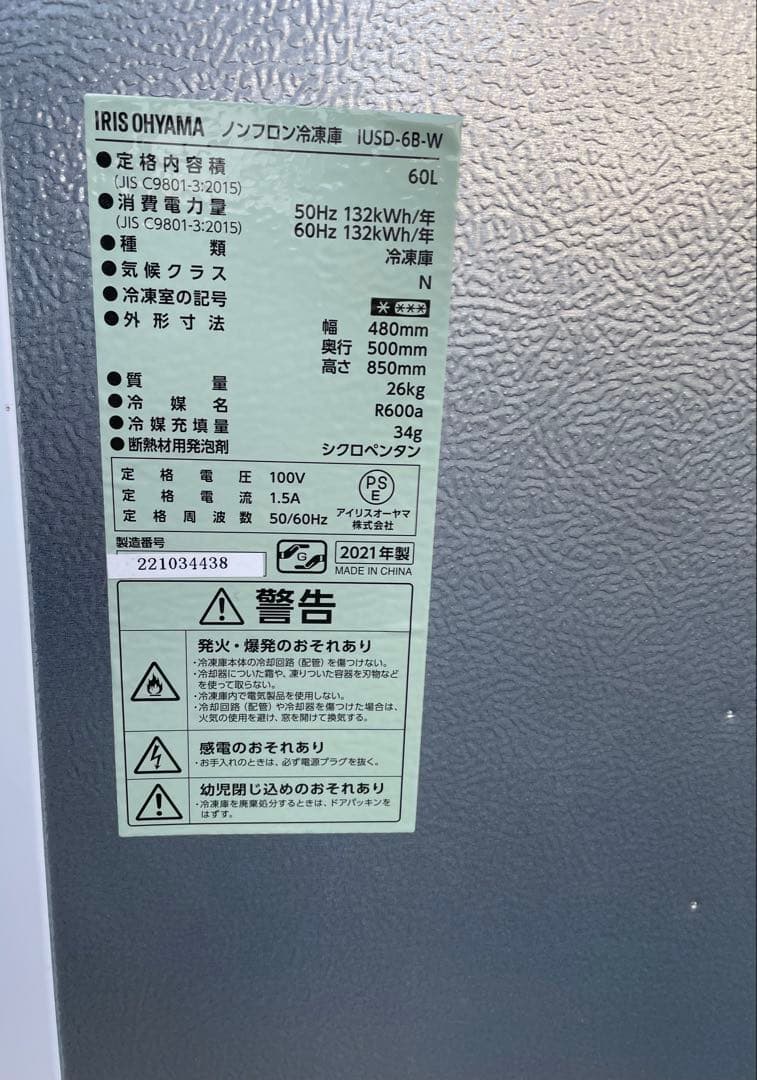 IRIS OHYAMA ノンフロン冷凍庫 IUSD-6B-W
●定格内容積 60L
(JIS C9801-3:2015)
●消費電力量 50Hz 132kWh/年
(JIS C9801-3:2015) 60Hz 132kWh/年
●種類 冷凍庫
●気候クラス N
●冷凍室の記号 * ***
●外形寸法 幅 480mm
奥行 500mm
高さ 850mm
●質量 26kg
●冷媒名 R600a
●冷媒充填量 34g
●断熱材用発泡剤 シクロペンタン
定格電圧 100V
定格電流 1.5A
定格周波数 50/60Hz
PS
E
アイリスオーヤマ
株式会社
製造番号
221034438
G
2021年製
MADE IN CHINA
警告
発火・爆発のおそれあり
・冷凍庫本体の冷却回路(配管)を傷つけない。
・冷却器についた霜や、凍りついた容器を刃物など
を使って取らない。
・冷凍庫内で電気製品を使用しない。
・冷却回路(配管)や冷却器を傷つけた場合は、
火気の使用を避け、窓を開けて換気する。
感電のおそれあり
・お手入れのときは、必ず電源プラグを抜く。
幼児閉じ込めのおそれあり
・冷凍庫を廃棄処分するときは、ドアパッキンを
はずす。